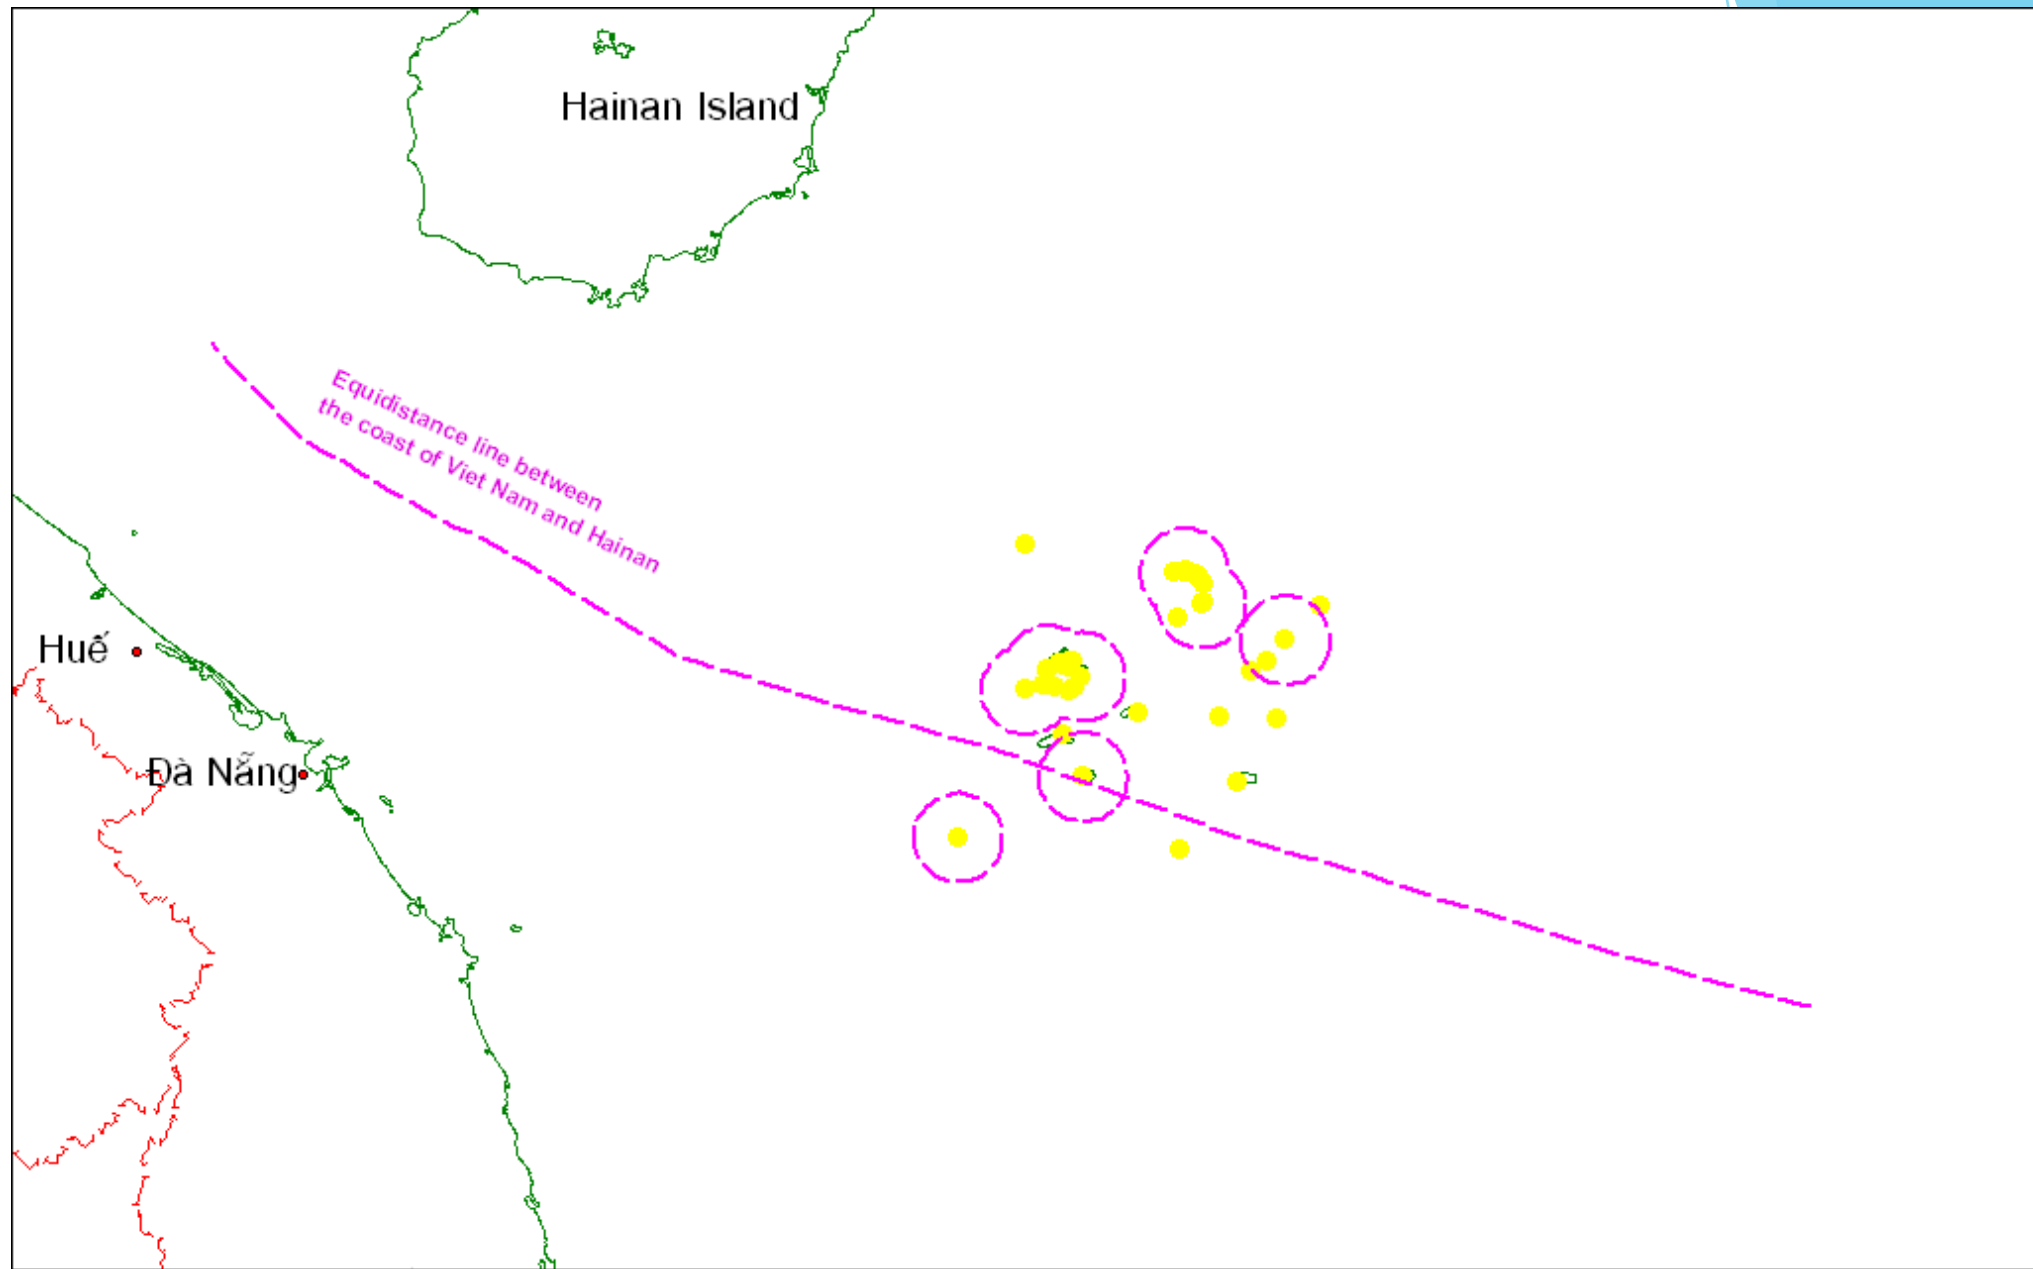 Hainan Island
Equidistance line between
the coast of Viet Nam and Hainan
Huế
Đà Nẵng